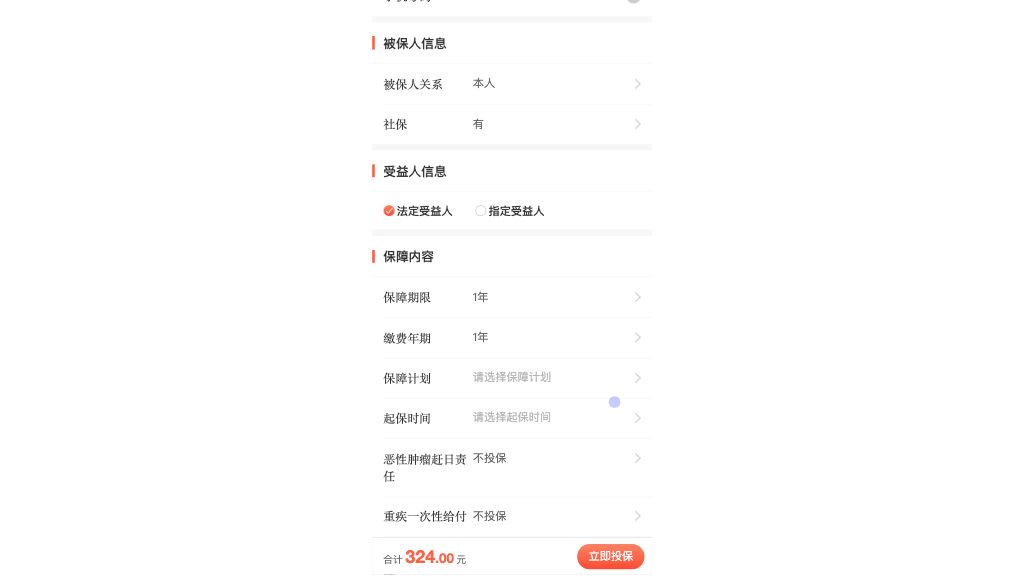 被保人信息
被保人关系 本人
社保 有
受益人信息
法定受益人 指定受益人
保障内容
保障期限 1年
缴费年期 1年
保障计划 请选择保障计划
起保时间 请选择起保时间
恶性肿瘤赶日责 不投保
任
重疾一次性给付 不投保
合计 324.00 元 立即投保